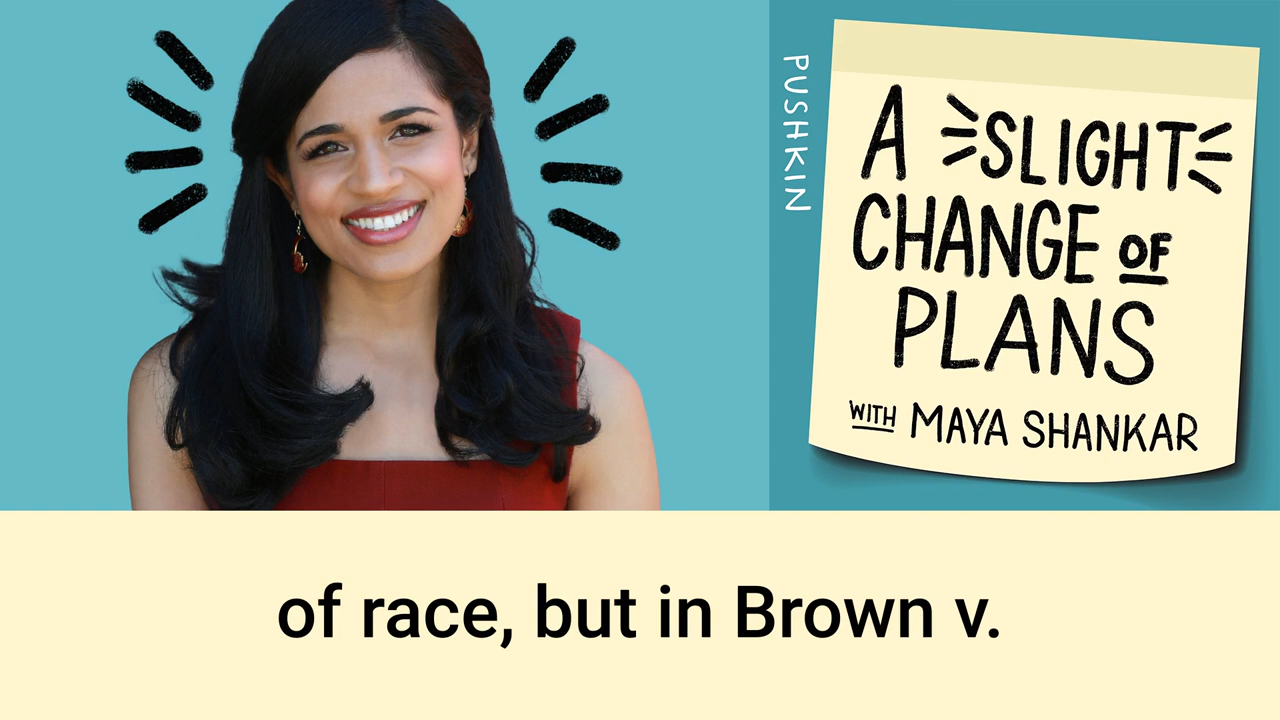 PUSHKIN
A SLIGHT
CHANGE OF
PLANS
WITH MAYA SHANKAR
of race, but in Brown v.